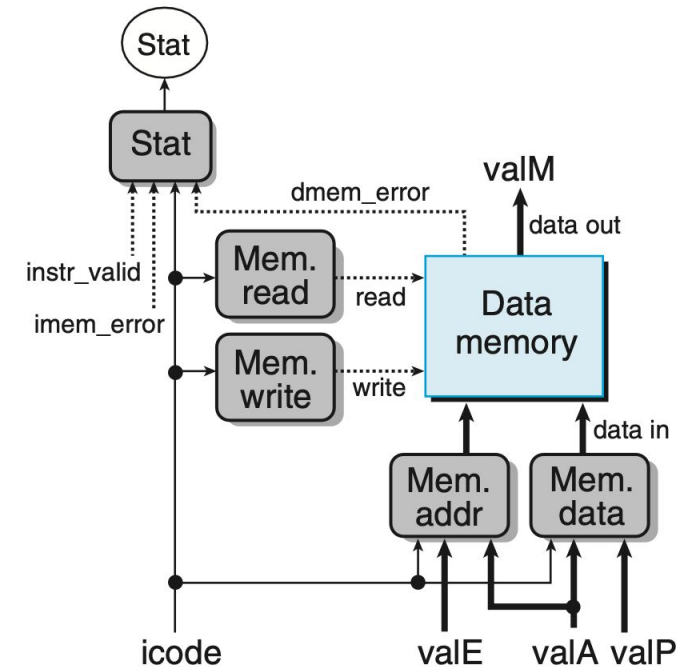 Stat
Stat
valM
dmem_error
data out
instr_valid
imem_error
Mem.
read
read
Data
memory
Mem.
write
write
data in
Mem.
addr
Mem.
data
icode
valE
valA
valP